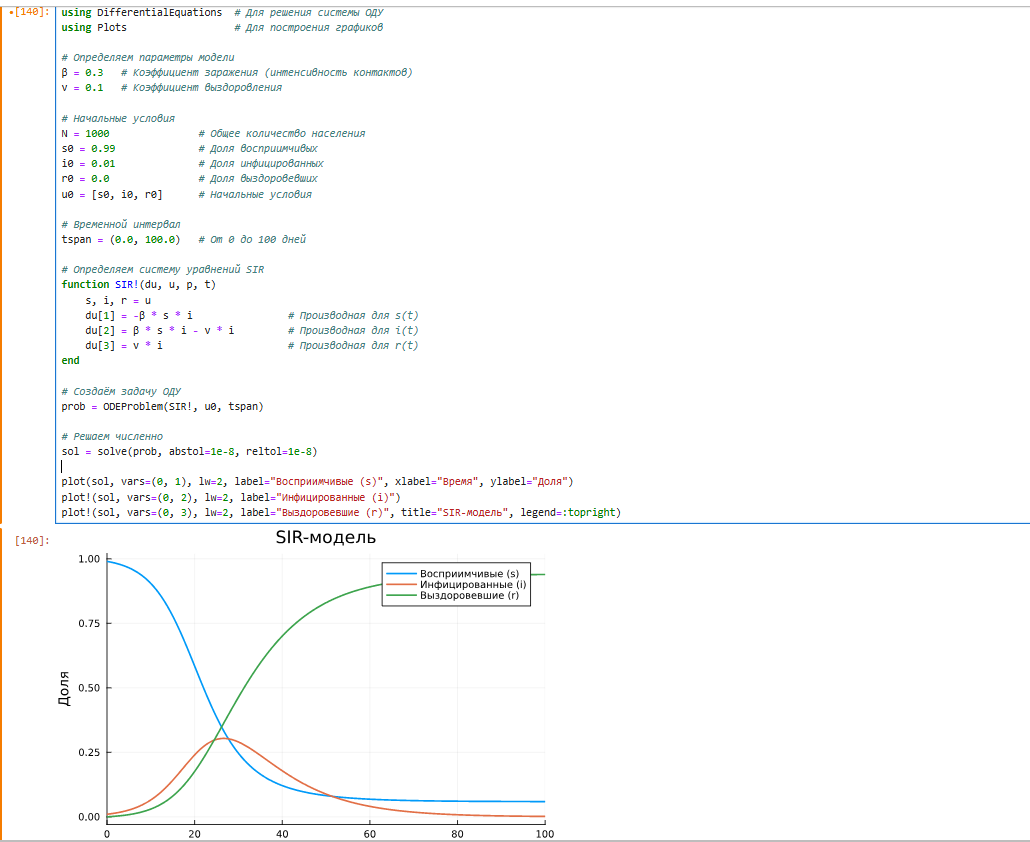 [140]:
using DifferentialEquations  # Для решения системы ОДУ
using Plots                  # Для построения графиков
# Определяем параметры модели
β = 0.3   # Коэффициент заражения (интенсивность контактов)
ν = 0.1   # Коэффициент выздоровления
# Начальные условия
N = 1000               # Общее количество населения
s0 = 0.99              # Доля восприимчивых
i0 = 0.01              # Доля инфицированных
r0 = 0.0               # Доля выздоровевших
u0 = [s0, i0, r0]      # Начальные условия
# Временной интервал
tspan = (0.0, 100.0)   # От 0 до 100 дней
# Определяем систему уравнений SIR
function SIR!(du, u, p, t)
    s, i, r = u
    du[1] = -β * s * i                # Производная для s(t)
    du[2] = β * s * i - ν * i         # Производная для i(t)
    du[3] = ν * i                     # Производная для r(t)
end
# Создаём задачу ОДУ
prob = ODEProblem(SIR!, u0, tspan)
# Решаем численно
sol = solve(prob, abstol=1e-8, reltol=1e-8)
plot(sol, vars=(0, 1), lw=2, label="Восприимчивые (s)", xlabel="Время", ylabel="Доля")
plot!(sol, vars=(0, 2), lw=2, label="Инфицированные (i)")
plot!(sol, vars=(0, 3), lw=2, label="Выздоровевшие (r)", title="SIR-модель", legend=:topright)
[140]:
SIR-модель
Восприимчивые (s)
Инфицированные (i)
Выздоровевшие (r)
Доля
1.00
0.75
0.50
0.25
0.00
0 20 40 60 80 100